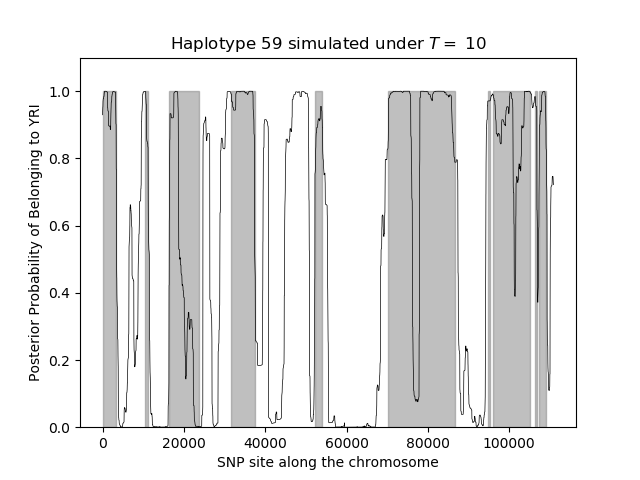 Haplotype 59 simulated under T = 10
Posterior Probability of Belonging to YRI
1.0
0.8
0.6
0.4
0.2
0.0
0 20000 40000 60000 80000 100000
SNP site along the chromosome